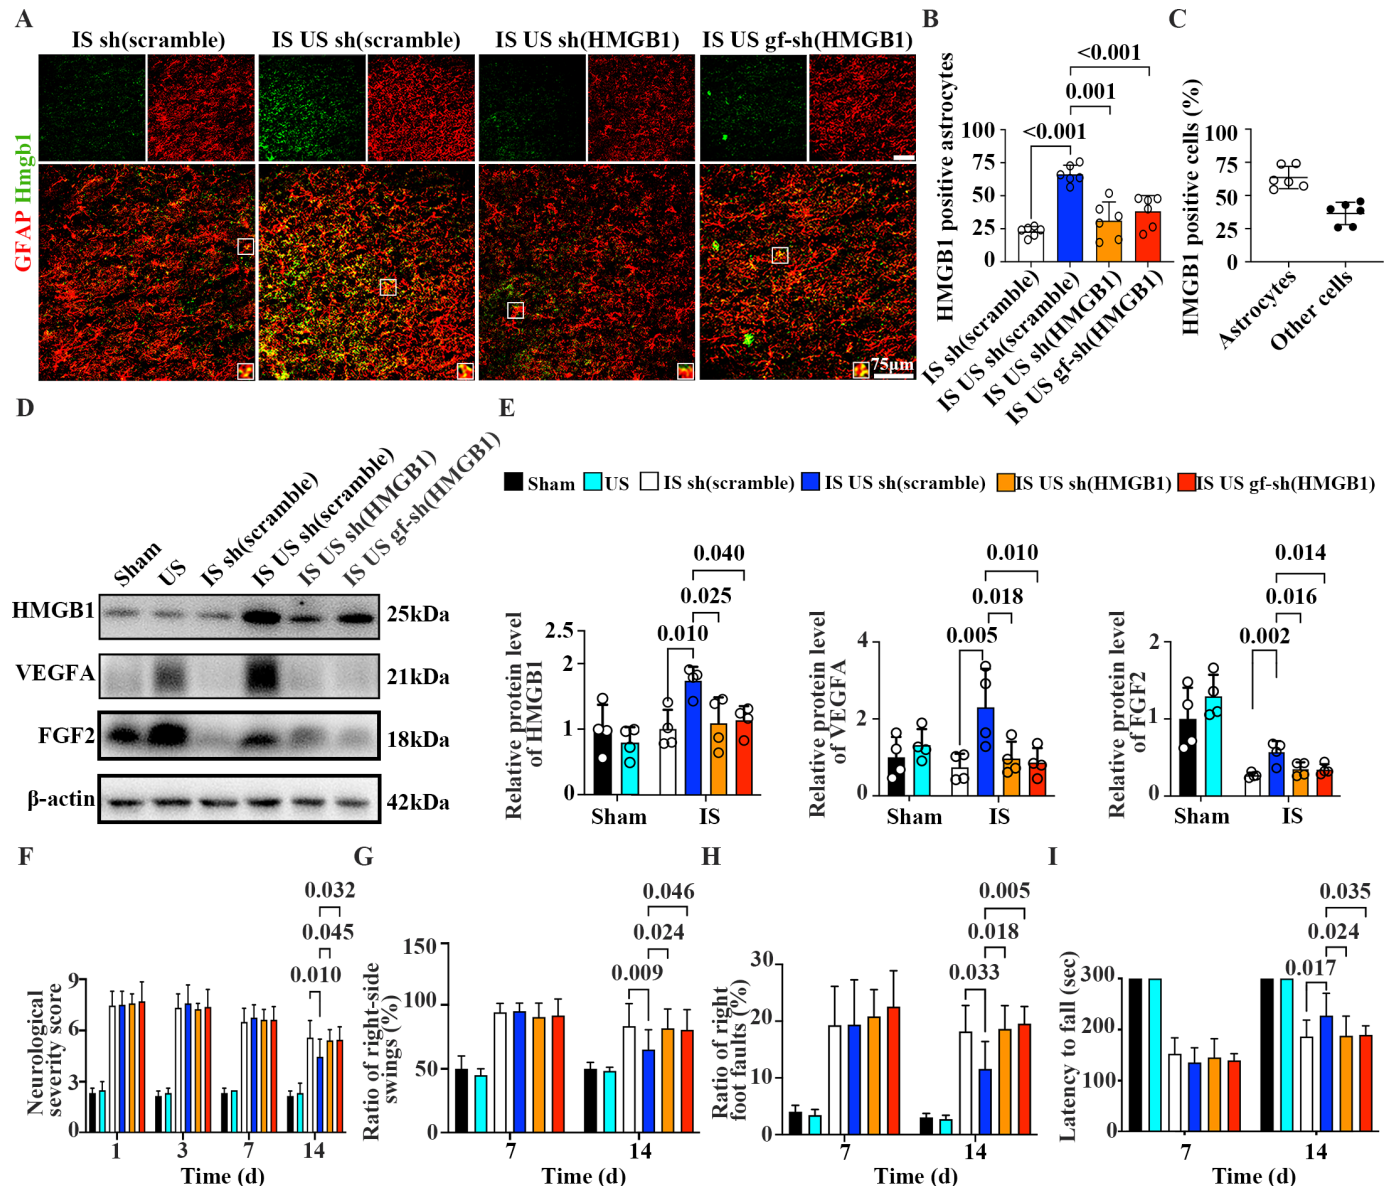 A
IS sh(scramble)
IS US sh(scramble)
IS US sh(HMGB1)
IS US gf-sh(HMGB1)
GFAP Hmgb1
75μm
B
HMGB1 positive astrocytes
100
75
50
25
0
<0.001
0.001
<0.001
IS sh(scramble)
IS US sh(scramble)
IS US sh(HMGB1)
IS US gf-sh(HMGB1)
C
HMGB1 positive cells (%)
100
75
50
25
0
Astrocytes
Other cells
D
Sham
US
IS sh(scramble)
IS US sh(scramble)
IS US sh(HMGB1)
IS US gf-sh(HMGB1)
HMGB1
25kDa
VEGFA
21kDa
FGF2
18kDa
β-actin
42kDa
E
Sham
US
IS sh(scramble)
IS US sh(scramble)
IS US sh(HMGB1)
IS US gf-sh(HMGB1)
Relative protein level
of HMGB1
2.5
2
1
0
0.010
0.025
0.040
Sham
IS
Relative protein level
of VEGFA
4
2
0
0.005
0.018
0.010
Sham
IS
Relative protein level
of FGF2
2
1
0
0.002
0.016
0.014
Sham
IS
F
Neurological
severity score
9
6
3
0
0.010
0.045
0.032
1
3
7
14
Time (d)
G
Ratio of right-side
swings (%)
150
100
50
0
0.009
0.024
0.046
7
14
Time (d)
H
Ratio of right
foot faults (%)
30
20
10
0
0.033
0.018
0.005
7
14
Time (d)
I
Latency to fall (sec)
300
200
100
0
0.017
0.024
0.035
7
14
Time (d)